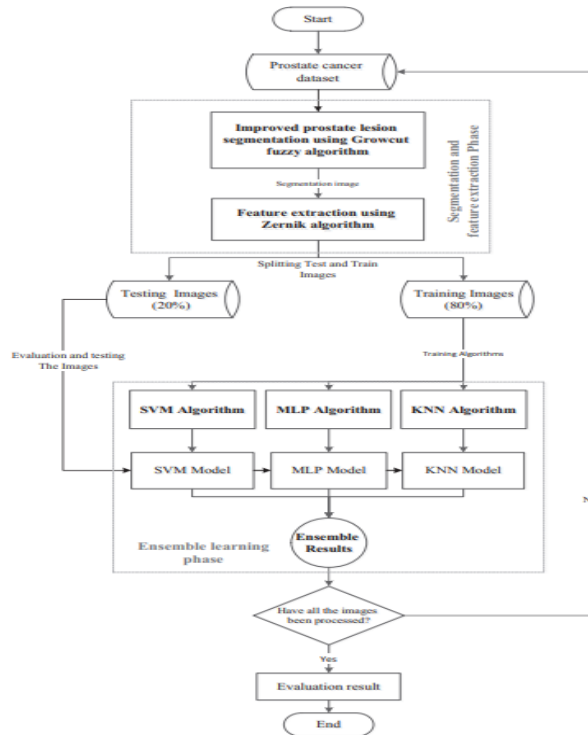 Start
Prostate cancer
dataset
Improved prostate lesion
segmentation using Growcut
fuzzy algorithm
Segmentation image
Feature extraction using
Zernik algorithm
Segmentation and
feature extraction Phase
Splitting Test and Train
Images
Testing Images
(20%)
Training Images
(80%)
Evaluation and testing
The Images
Training Algorithms
SVM Algorithm
MLP Algorithm
KNN Algorithm
SVM Model
MLP Model
KNN Model
Ensemble
Results
Ensemble learning
phase
Have all the images
been processed?
Yes
Evaluation result
End